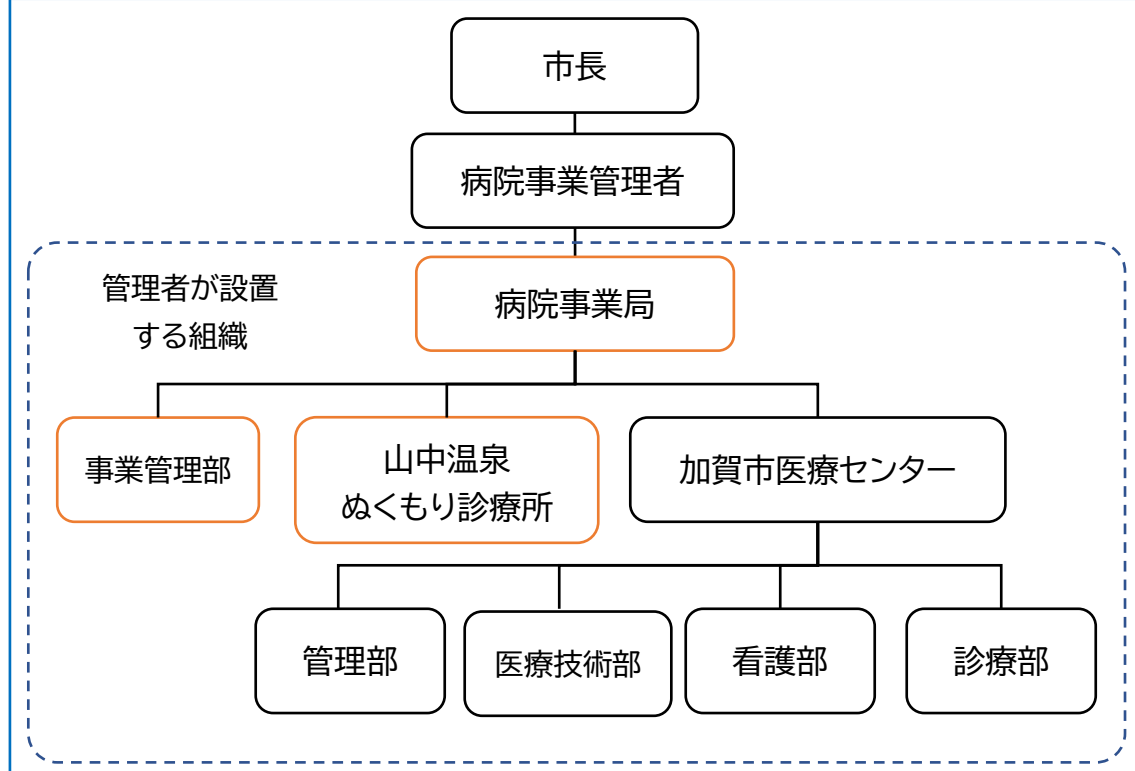 市長
病院事業管理者
管理者が設置
する組織
病院事業局
事業管理部
山中温泉
ぬくもり診療所
加賀市医療センター
管理部
医療技術部
看護部
診療部